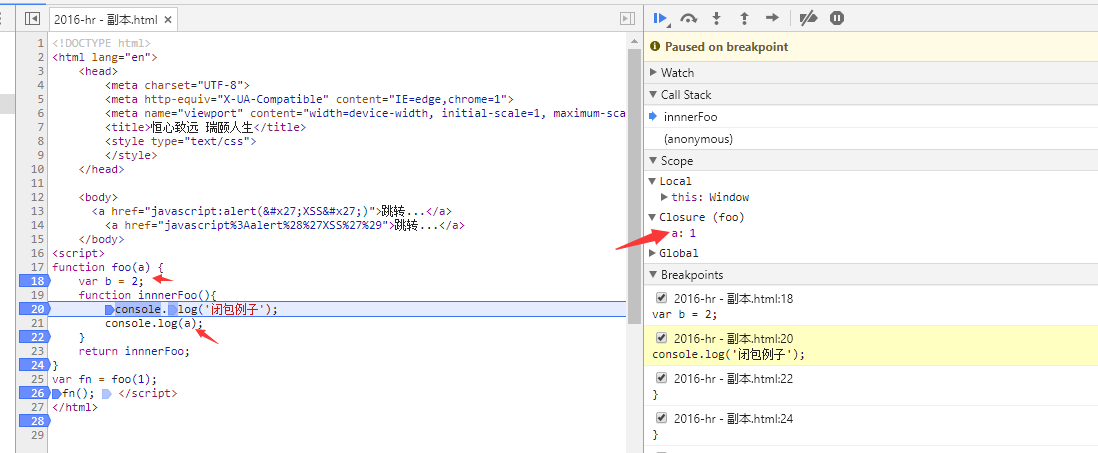 2016-hr - 副本.html ×
1 <!DOCTYPE html>
2 <html lang="en">
3 <head>
4 <meta charset="UTF-8">
5 <meta http-equiv="X-UA-Compatible" content="IE=edge,chrome=1">
6 <meta name="viewport" content="width=device-width, initial-scale=1, maximum-sca
7 <title>恒心致远 瑞颐人生</title>
8 <style type="text/css">
9 </style>
10 </head>
11
12 <body>
13 <a href="javascript:alert(&#x27;XSS&#x27;)">跳转...</a>
14 <a href="javascript%3Aalert%28%27XSS%27%29">跳转...</a>
15 </body>
16 <script>
17 function foo(a) {
18 var b = 2;
19 function innnerFoo(){
20 console.log('闭包例子');
21 console.log(a);
22 }
23 return innnerFoo;
24 }
25 var fn = foo(1);
26 fn(); </script>
27 </html>
28
29
Paused on breakpoint
Watch
Call Stack
innnerFoo
(anonymous)
Scope
Local
this: Window
Closure (foo)
a: 1
Global
Breakpoints
2016-hr - 副本.html:18
var b = 2;
2016-hr - 副本.html:20
console.log('闭包例子');
2016-hr - 副本.html:22
}
2016-hr - 副本.html:24
}